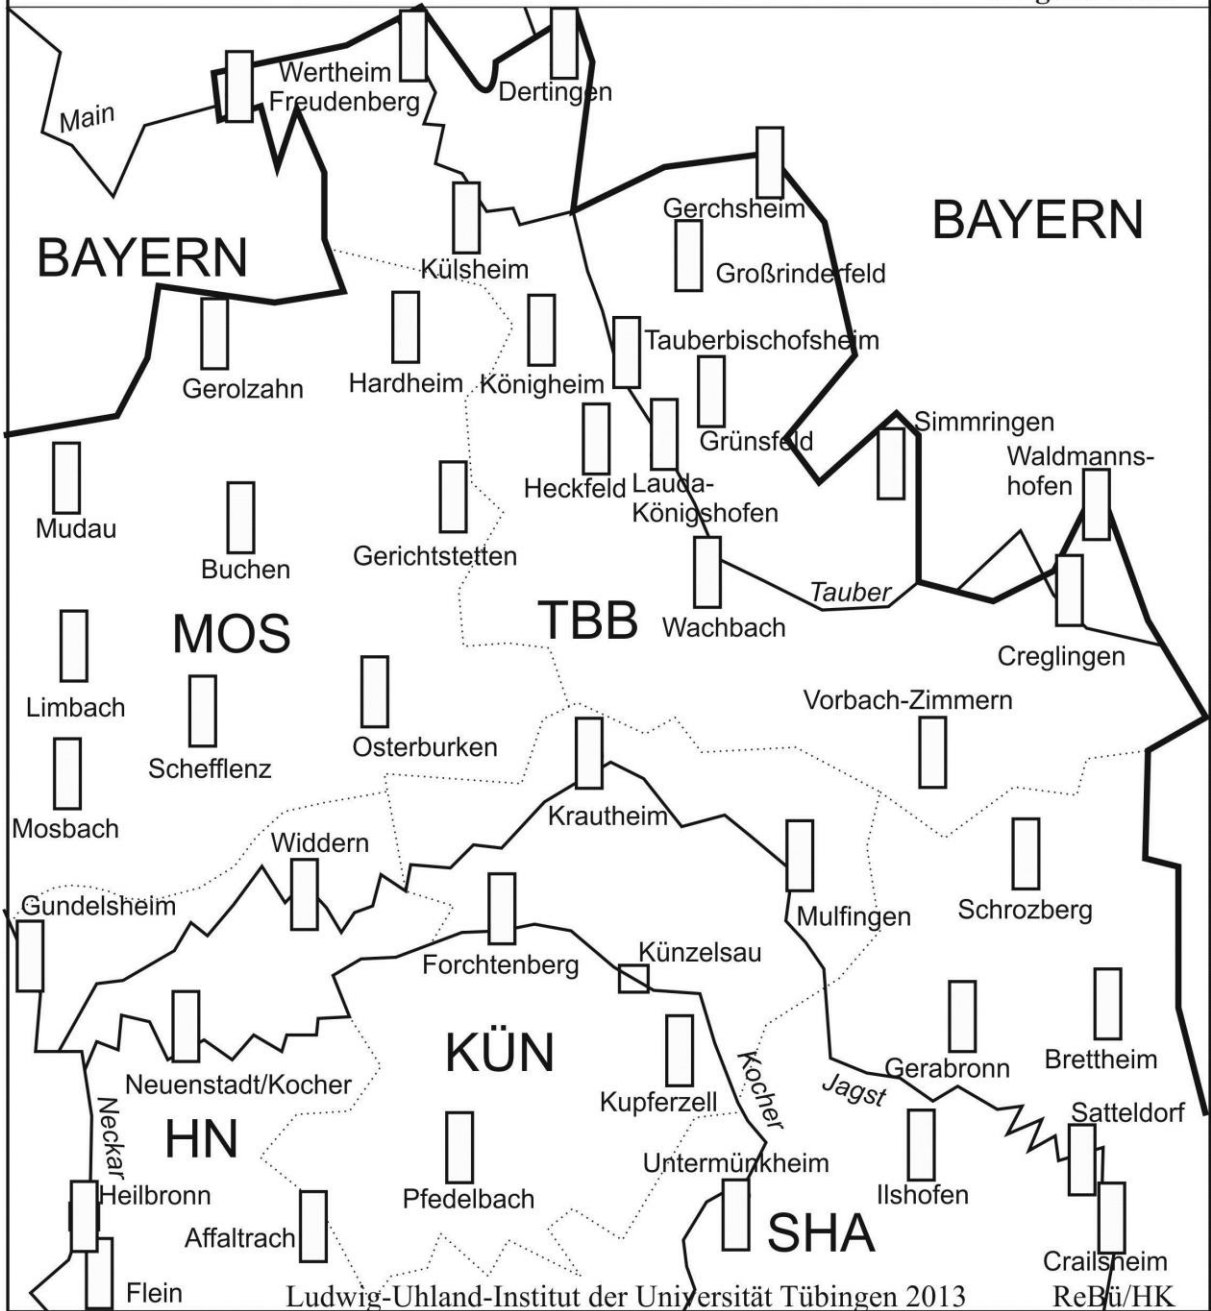 Wertheim
Freudenberg
Dertingen
Main
Gerchsheim
BAYERN
BAYERN
Külsheim
Großrinderfeld
Tauberbischofsheim
Gerolzahn
Hardheim
Königheim
Simmringen
Grünsfeld
Waldmanns-
hofen
Heckfeld
Lauda-
Königshofen
Mudau
Buchen
Gerichtstetten
Tauber
MOS
TBB
Wachbach
Creglingen
Limbach
Vorbach-Zimmern
Schefflenz
Osterburken
Mosbach
Krautheim
Widdern
Gundelsheim
Mulfingen
Schrozberg
Forchtenberg
Künzelsau
KÜN
Neuenstadt/Kocher
Kupferzell
Kocher
Jagst
Gerabronn
Brettheim
Neckar
HN
Satteldorf
Untermünkheim
Heilbronn
Pfedelbach
Ilshofen
Affaltrach
SHA
Crailsheim
Flein
Ludwig-Uhland-Institut der Universität Tübingen 2013
ReBü/HK